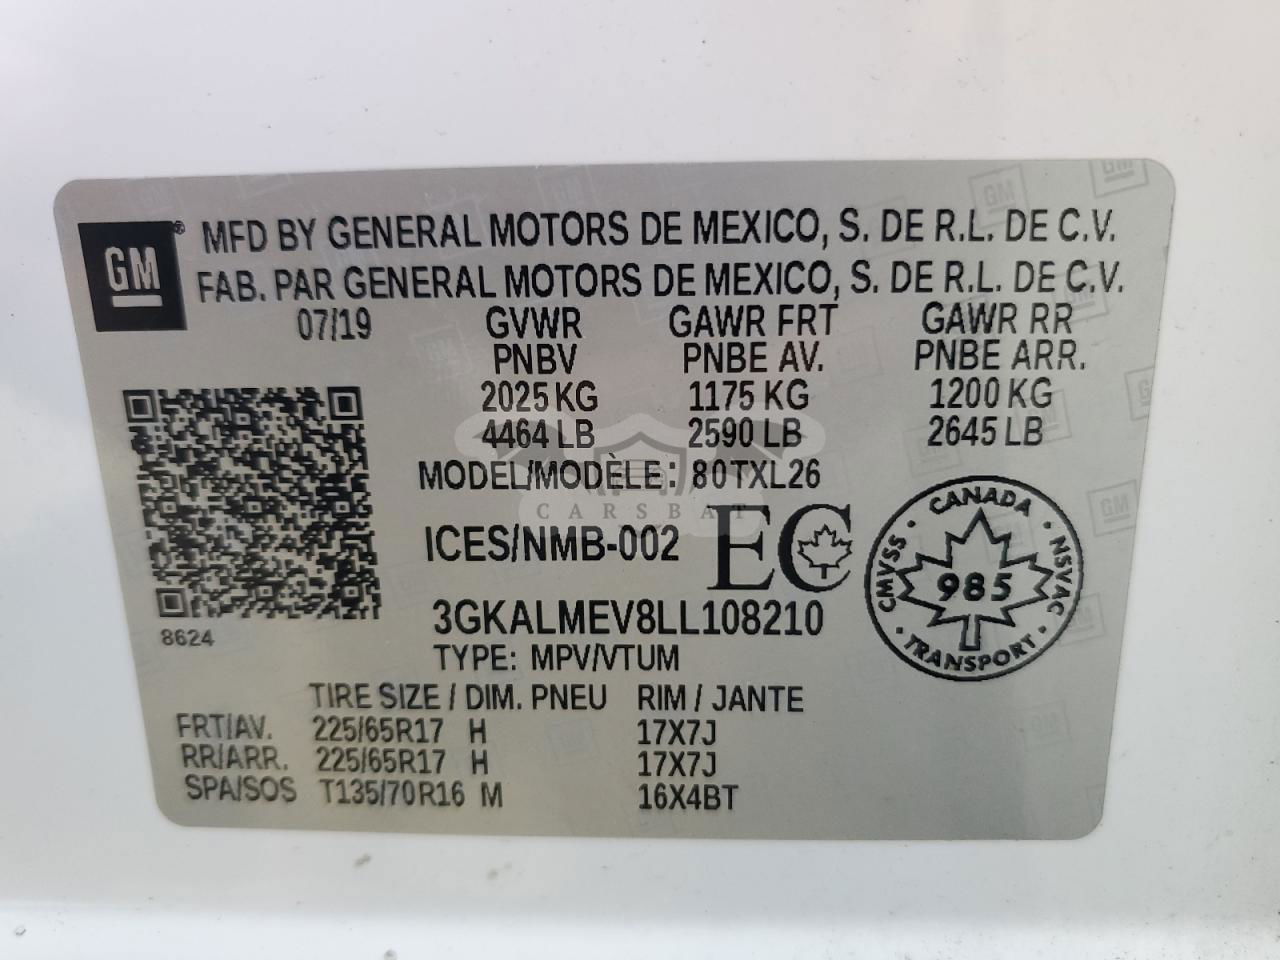 GM
MFD BY GENERAL MOTORS DE MEXICO, S. DE R.L. DE C.V.
FAB. PAR GENERAL MOTORS DE MEXICO, S. DE R.L. DE C.V.
07/19 GVWR GAWR FRT GAWR RR
PNBV PNBE AV. PNBE ARR.
2025 KG 1175 KG 1200 KG
4464 LB 2590 LB 2645 LB
MODEL/MODÈLE: 80TXL26
CARSBAT
ICES/NMB-002 EC
CANADA
CMVSS 985 NSVAC
TRANSPORT
3GKALMEV8LL108210
8624
TYPE: MPV/VTUM
TIRE SIZE / DIM. PNEU RIM / JANTE
FRT/AV. 225/65R17 H 17X7J
RR/ARR. 225/65R17 H 17X7J
SPA/SOS T135/70R16 M 16X4BT